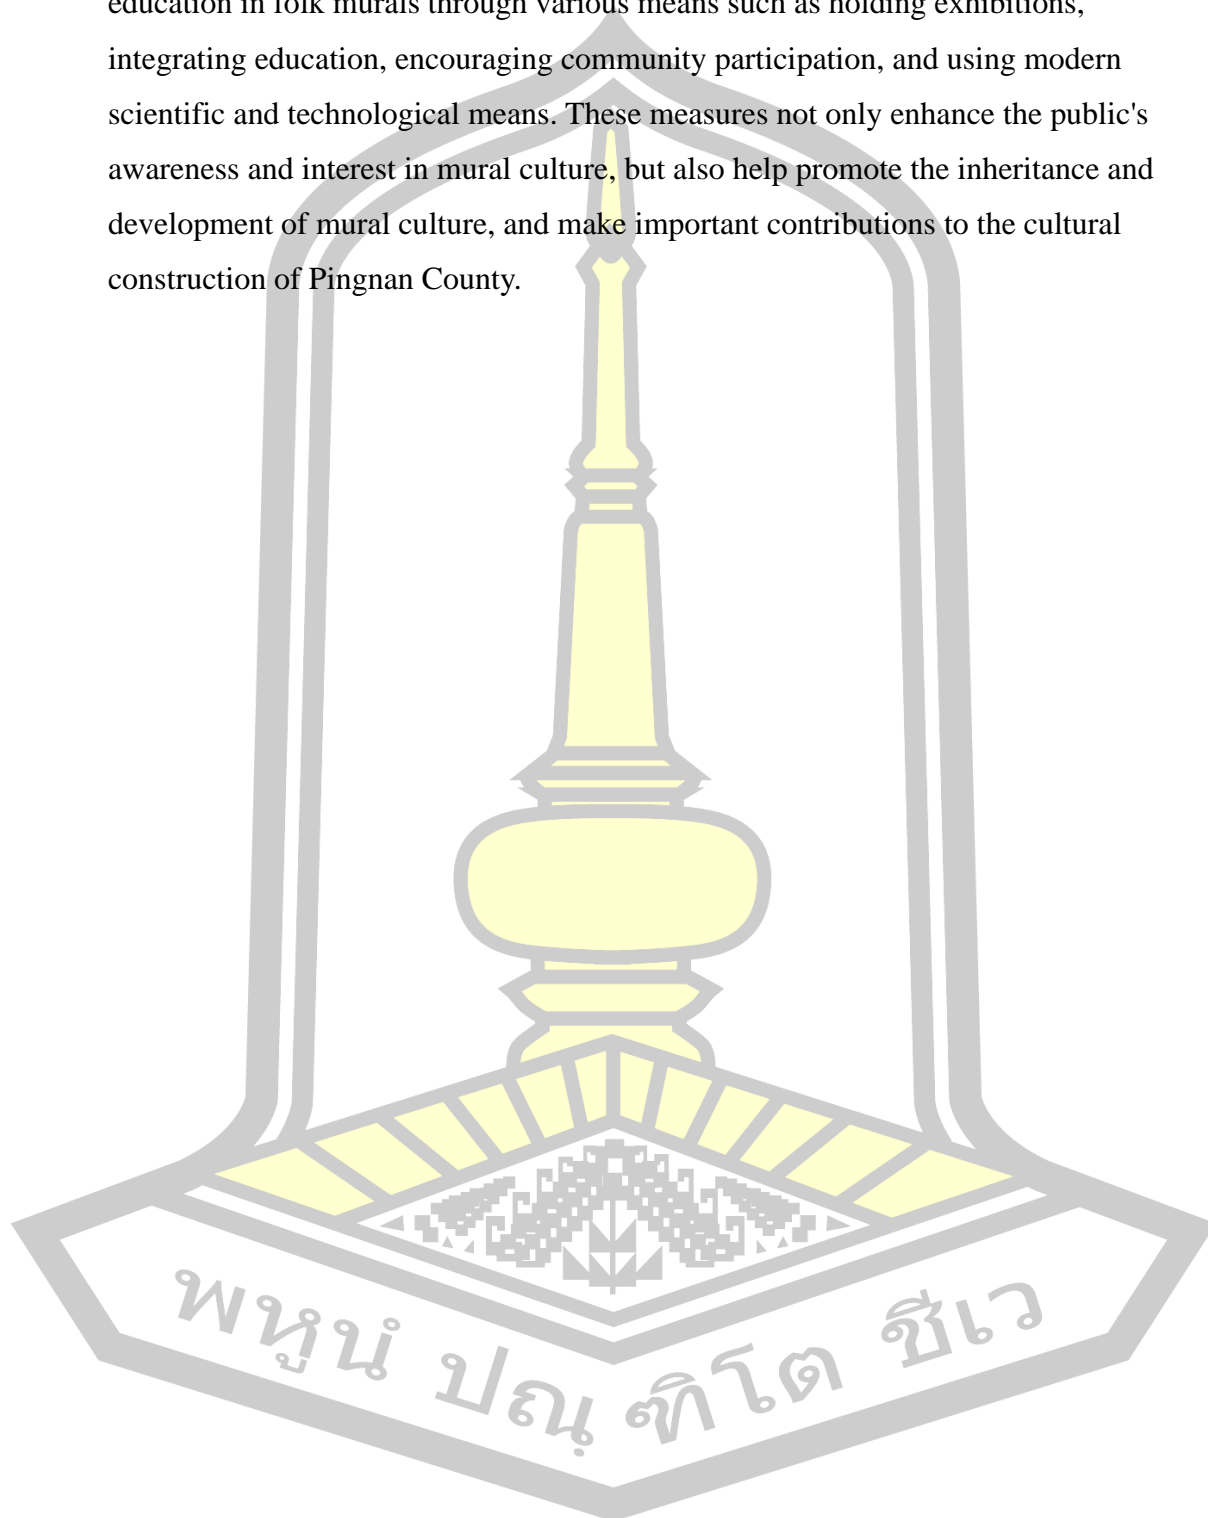 education in folk murals through various means such as holding exhibitions,
integrating education, encouraging community participation, and using modern
scientific and technological means. These measures not only enhance the public's
awareness and interest in mural culture, but also help promote the inheritance and
development of mural culture, and make important contributions to the cultural
construction of Pingnan County.
พหูนํ ปณฺฑิโต ชีเว